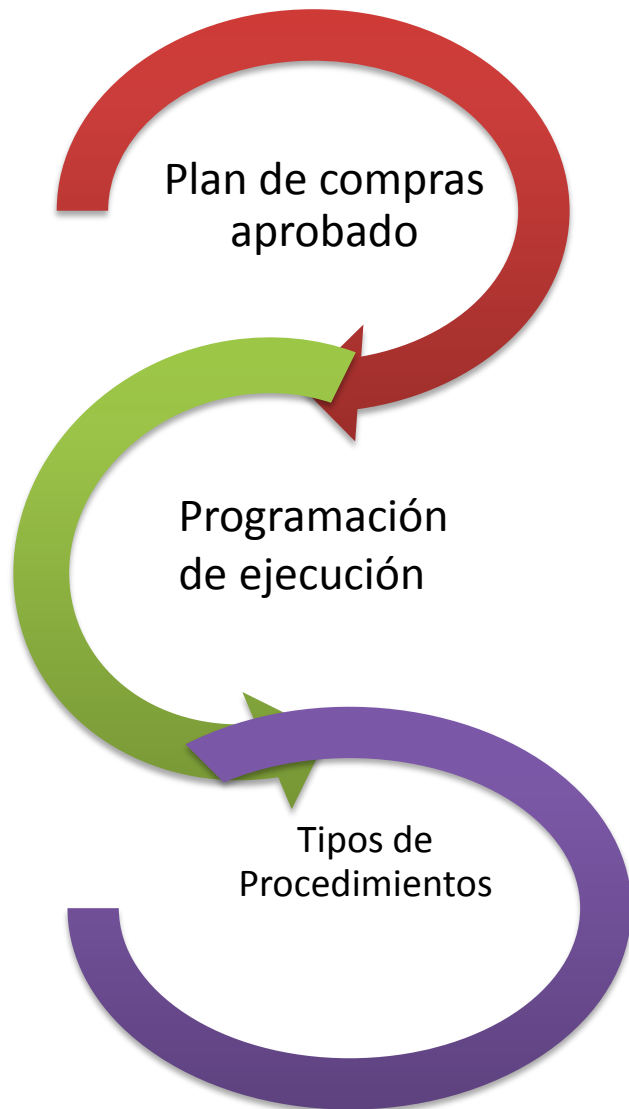 Plan de compras
aprobado
Programación
de ejecución
Tipos de
Procedimientos